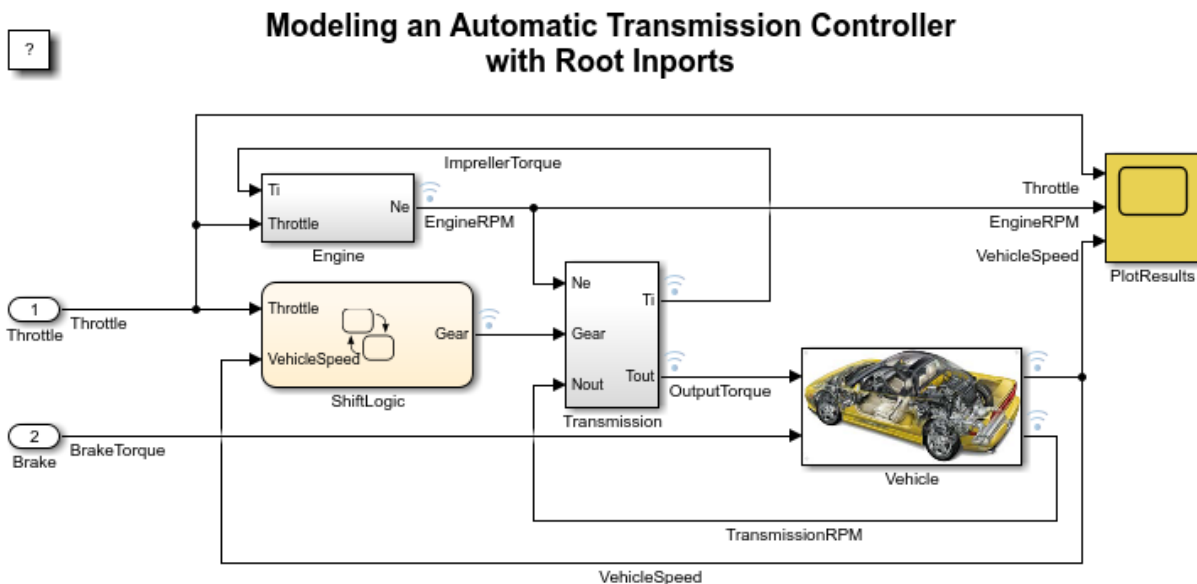 Modeling an Automatic Transmission Controller
with Root Inports
?
ImprellerTorque
Ti
Throttle
Ne
EngineRPM
Engine
Throttle
EngineRPM
VehicleSpeed
PlotResults
1
Throttle
Throttle
Throttle
VehicleSpeed
Gear
ShiftLogic
Ne
Gear
Nout
Ti
Tout
Transmission
OutputTorque
2
Brake
BrakeTorque
Vehicle
TransmissionRPM
VehicleSpeed